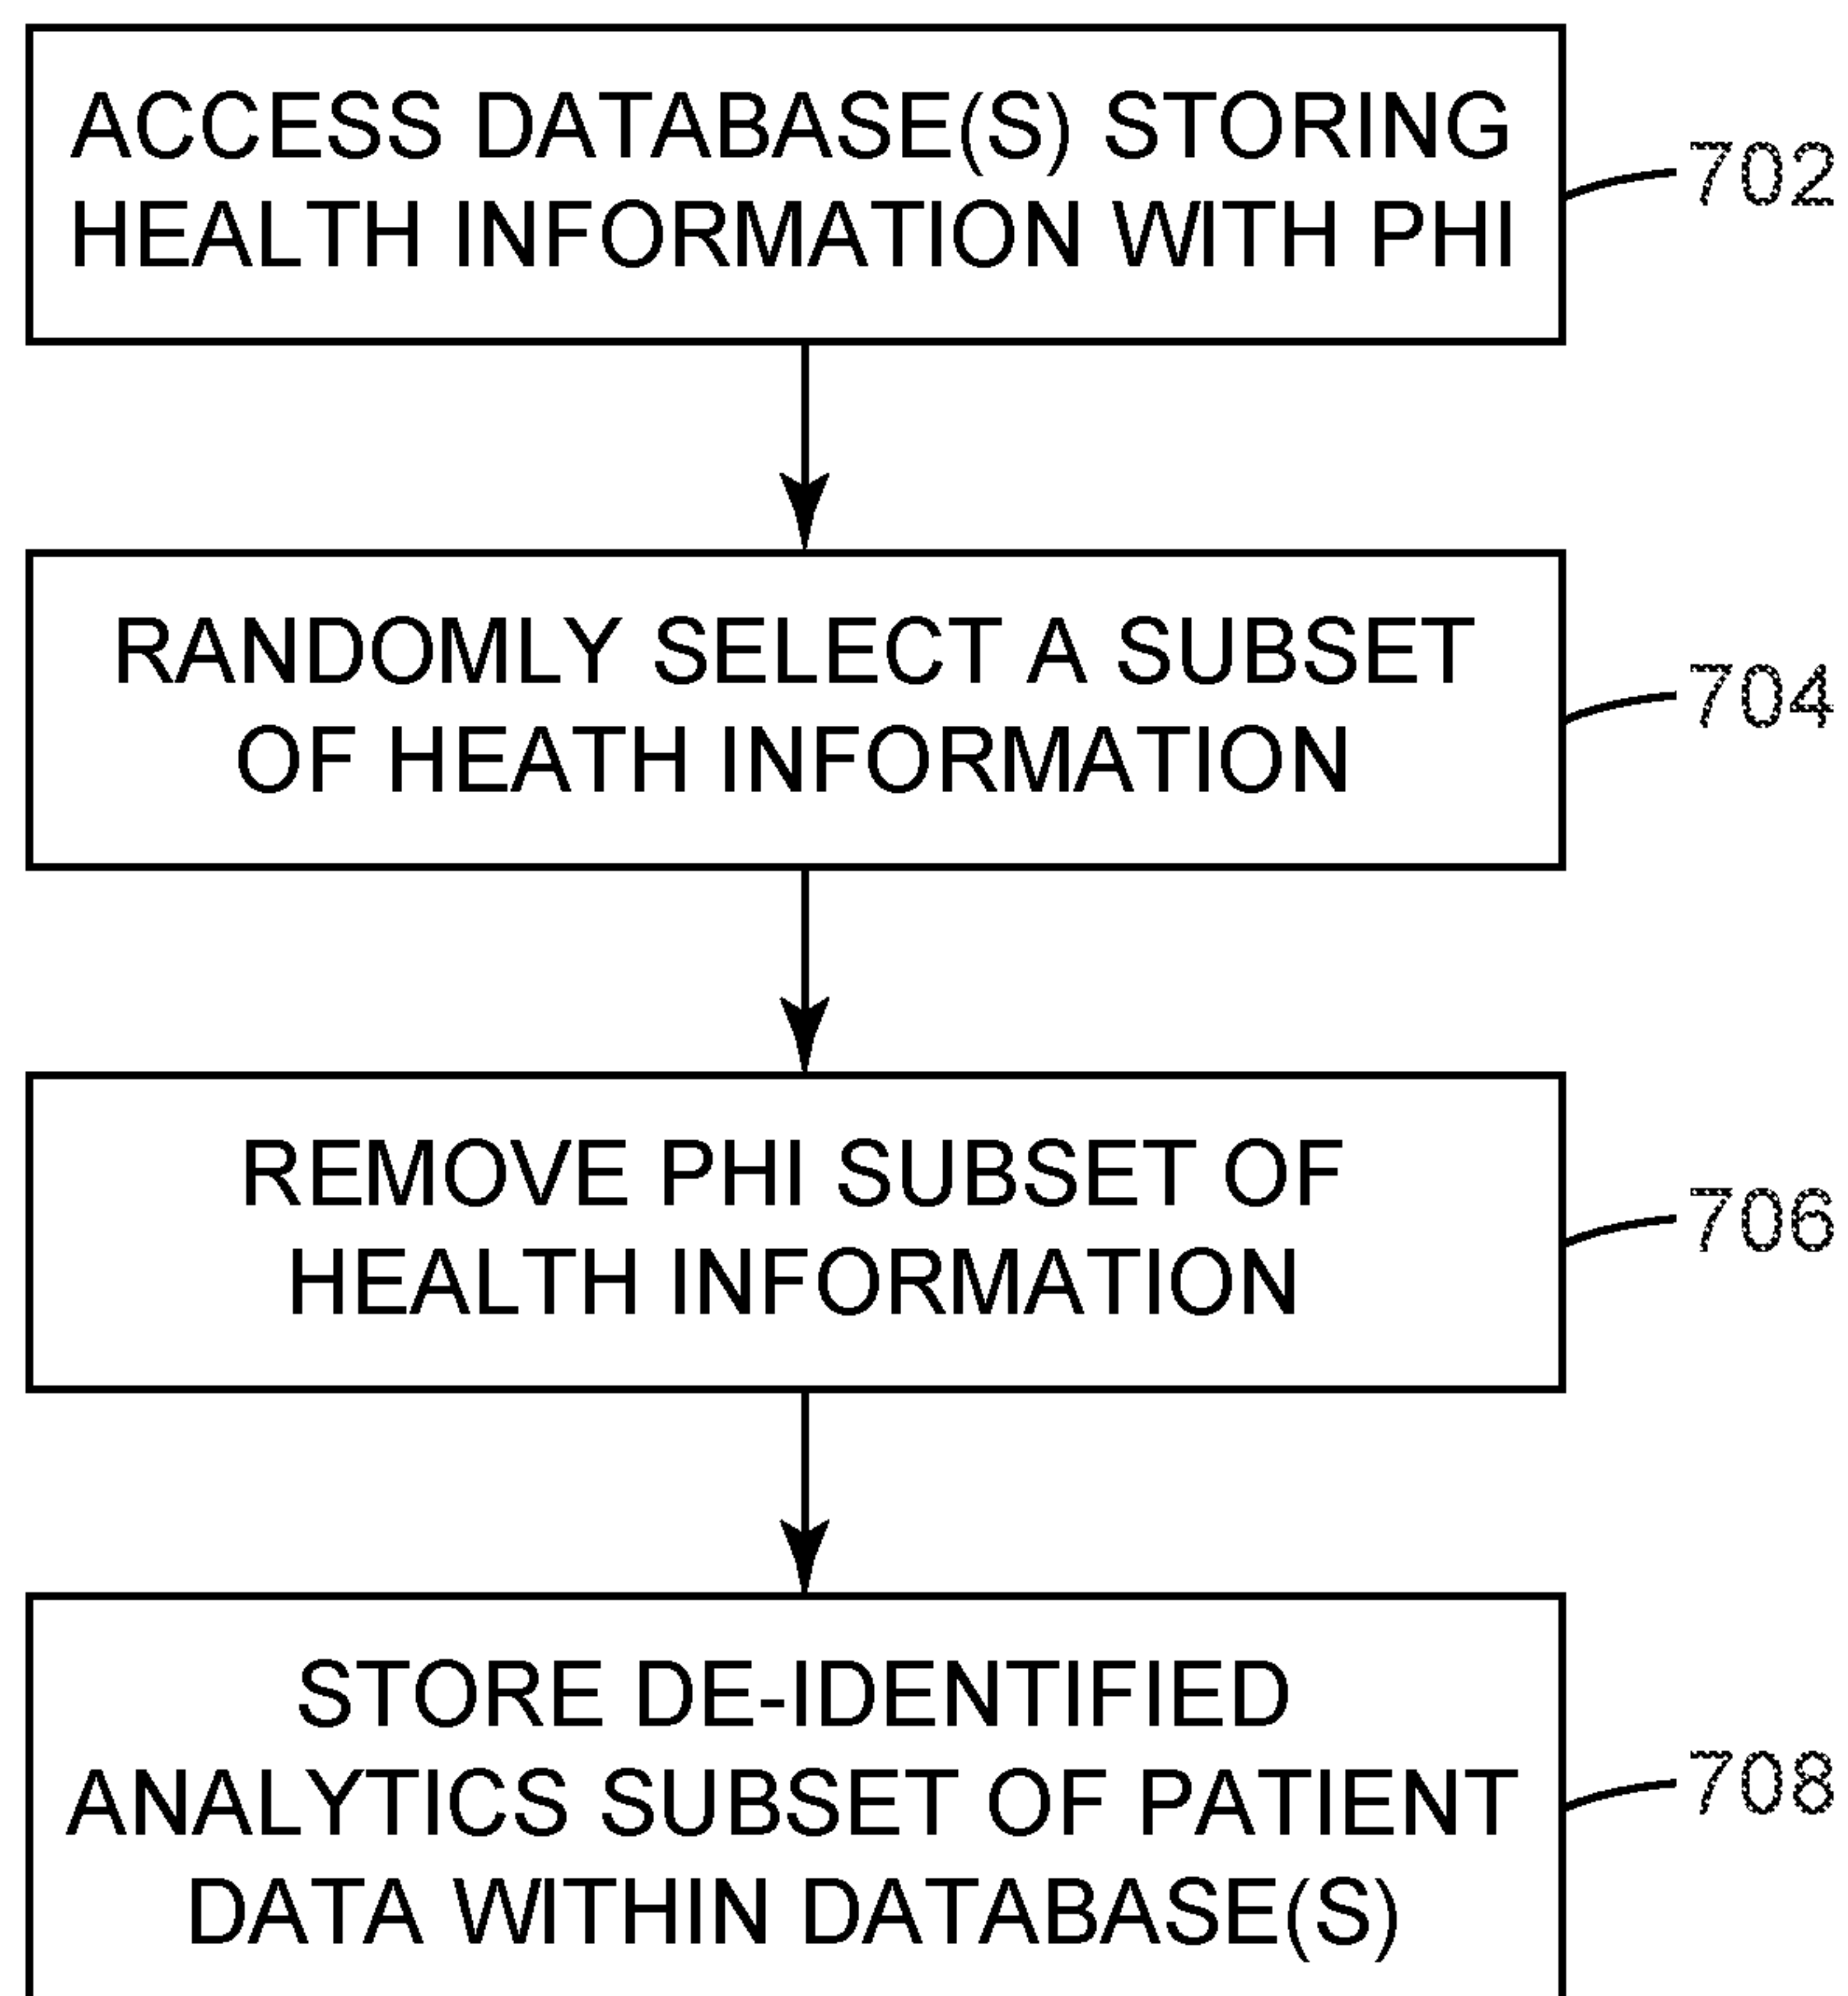 ACCESS DATABASE(S) STORING
HEALTH INFORMATION WITH PHI
702
RANDOMLY SELECT A SUBSET
OF HEATH INFORMATION
704
REMOVE PHI SUBSET OF
HEALTH INFORMATION
706
STORE DE-IDENTIFIED
ANALYTICS SUBSET OF PATIENT
DATA WITHIN DATABASE(S)
708